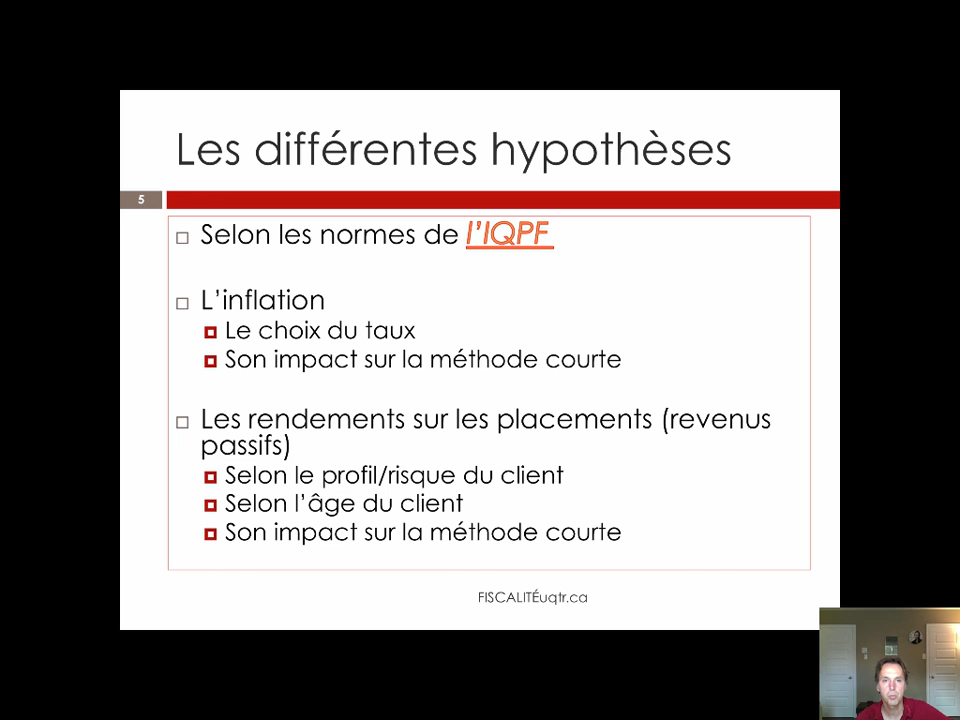 Les différentes hypothèses
5
Selon les normes de l'IQPF
L'inflation
Le choix du taux
Son impact sur la méthode courte
Les rendements sur les placements (revenus
passifs)
Selon le profil/risque du client
Selon l'âge du client
Son impact sur la méthode courte
FISCALITÉuqtr.ca